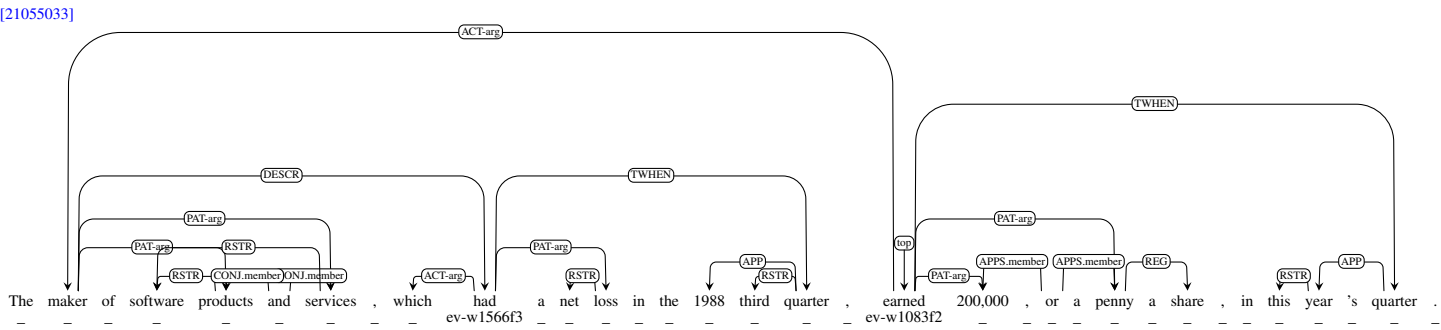 [21055033]
ACT-arg
TWHEN
DESCR TWHEN
PAT-arg PAT-arg
PAT-arg RSTR PAT-arg top
APP APPS.member APPS.member REG APP
RSTR CONJ.member ONJ.member ACT-arg RSTR RSTR PAT-arg RSTR
The maker of software products and services , which had a net loss in the 1988 third quarter , earned 200,000 , or a penny a share , in this year 's quarter .
_ _ _ _ _ _ _ _ _ ev-w1566f3 _ _ _ _ _ _ _ _ _ ev-w1083f2 _ _ _ _ _ _ _ _ _ _ _ _ _ _